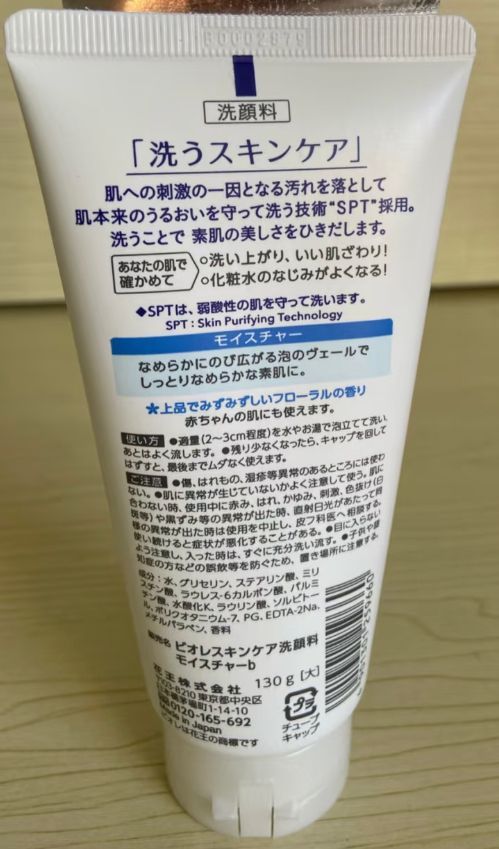 洗顔料
「洗うスキンケア」
肌への刺激の一因となる汚れを落として
肌本来のうるおいを守って洗う技術“SPT”採用。
洗うことで 素肌の美しさをひきだします。
あなたの肌で
確かめて
○洗い上がり、いい肌ざわり!
○化粧水のなじみがよくなる!
◆SPTは、弱酸性の肌を守って洗います。
SPT : Skin Purifying Technology
モイスチャー
なめらかにのび広がる泡のヴェールで
しっとりなめらかな素肌に。
★上品でみずみずしいフローラルの香り
赤ちゃんの肌にも使えます。
使い方 ●適量(2~3cm程度)を水やお湯で泡立てて洗い、
あとはよく流します。●残り少なくなったら、キャップを回して
はずすと、最後までムダなく使えます。
ご注意 ●傷、はれもの、湿疹等異常のあるところには使わ
ない。●肌に異常が生じていないかよく注意して使う。肌に
合わない時、使用中に赤み、はれ、かゆみ、刺激、色抜け(白
斑等)や黒ずみ等の異常が出た時、直射日光があたって同
様の異常が出た時は使用を中止し、皮フ科医へ相談する。
使い続けると症状が悪化することがある。●目に入らない
よう注意し、入った時は、すぐに充分洗い流す。●子供や認
知症の方などの誤飲等を防ぐため、置き場所に注意する。
成分:水、グリセリン、ステアリン酸、ミリ
スチン酸、ラウレス-6カルボン酸、パルミ
チン酸、水酸化K、ラウリン酸、ソルビトー
ル、ポリクオタニウム-7、PG、EDTA-2Na、
メチルパラベン、香料
販売名 ビオレスキンケア洗顔料
モイスチャーb
花王株式会社 130g [大]
103-8210 東京都中央区
日本橋茅場町1-14-10
0120-165-692
Made in Japan
ビオレは花王の商標です
プラ
チューブ
キャップ